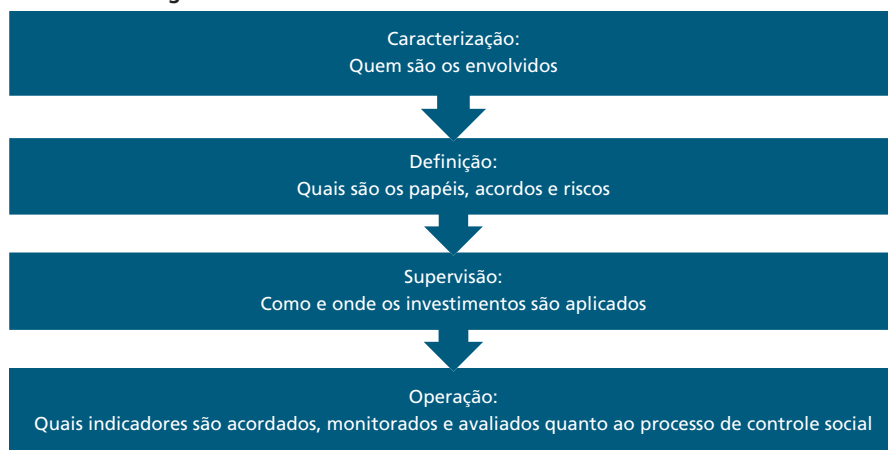 Caracterização:
Quem são os envolvidos
Definição:
Quais são os papéis, acordos e riscos
Supervisão:
Como e onde os investimentos são aplicados
Operação:
Quais indicadores são acordados, monitorados e avaliados quanto ao processo de controle social